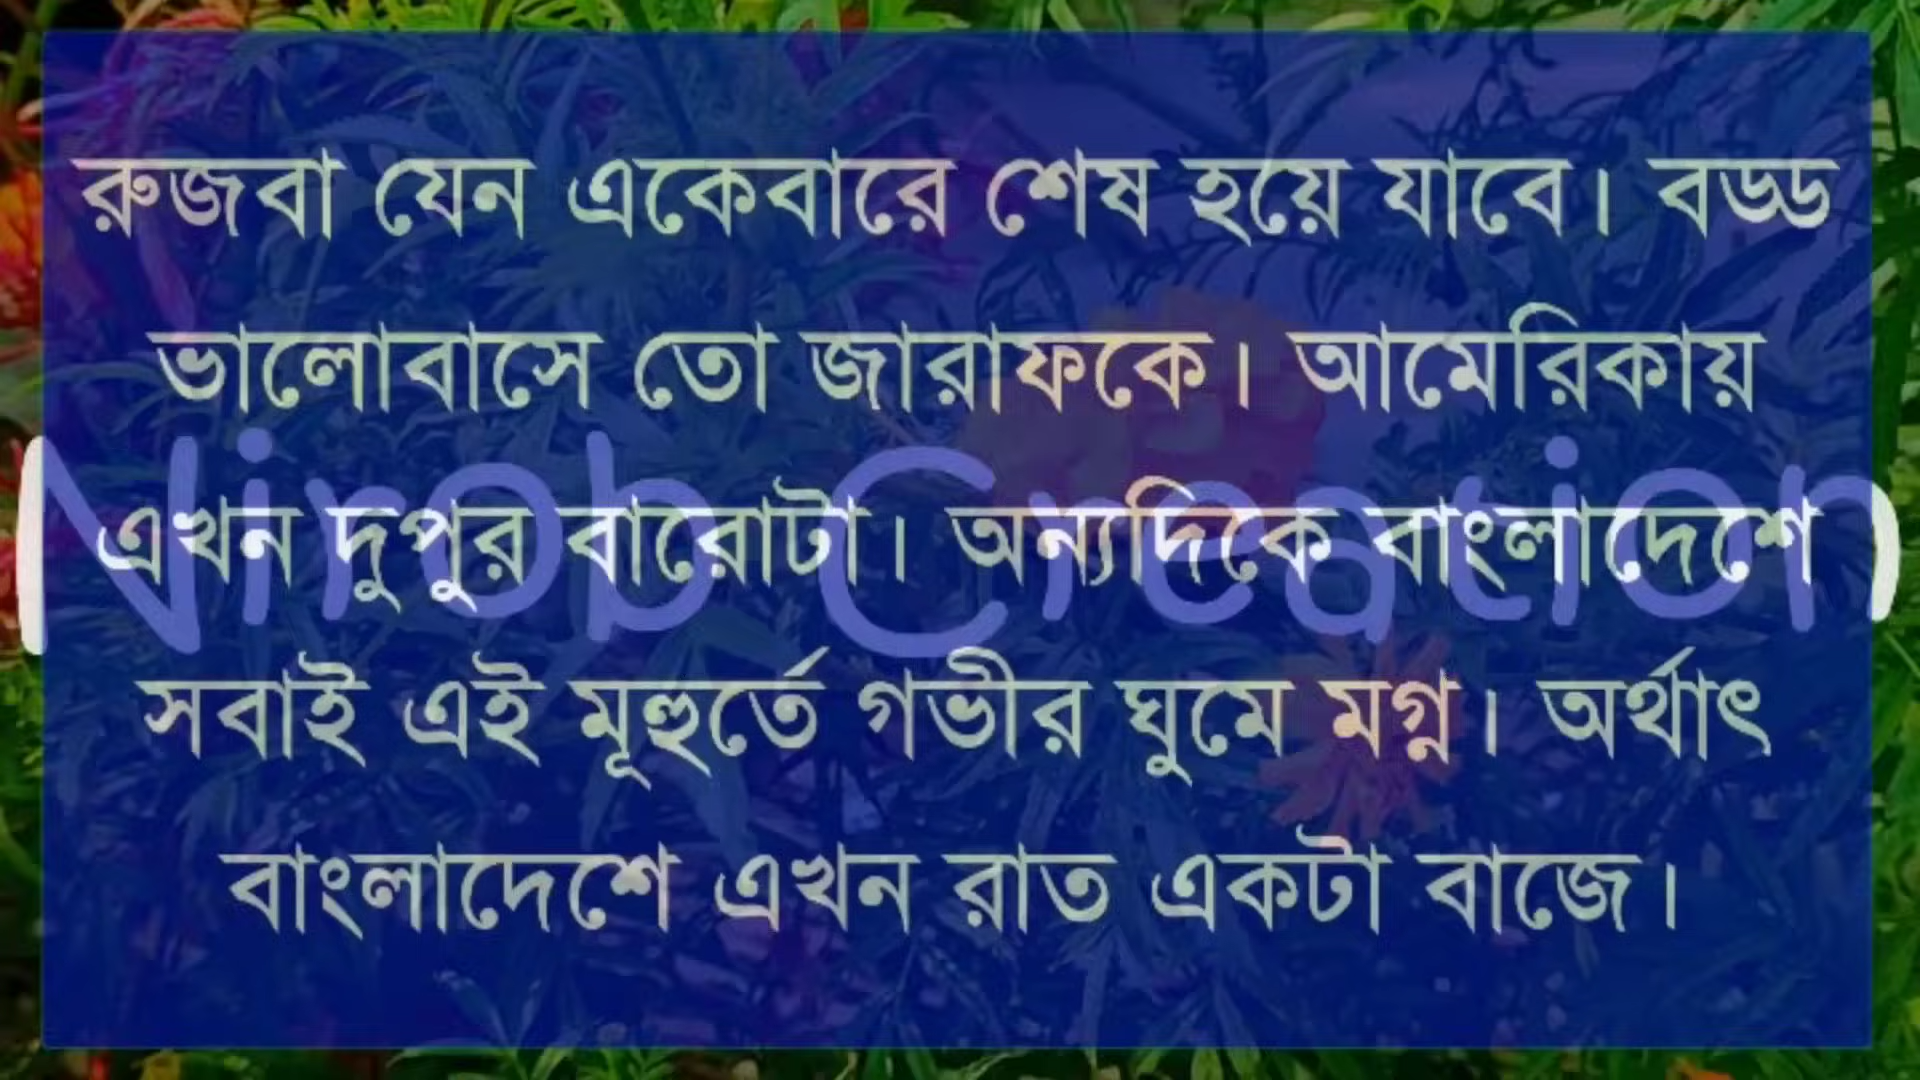 রুজবা যেন একেবারে শেষ হয়ে যাবে। বড্ড
ভালোবাসে তো জারাফকে। আমেরিকায়
Nirob Creation
এখন দুপুর বারোটা। অন্যদিকে বাংলাদেশে
সবাই এই মূহুর্তে গভীর ঘুমে মগ্ন। অর্থাৎ
বাংলাদেশে এখন রাত একটা বাজে।